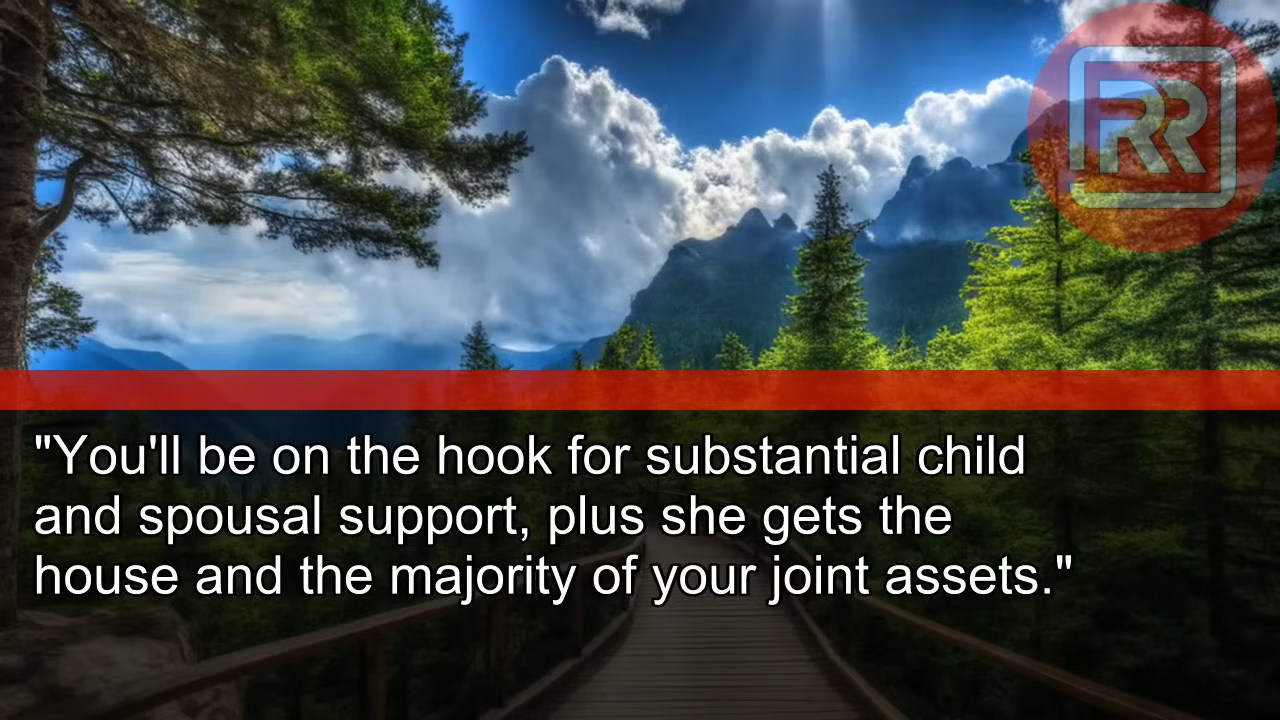 RR
"You'll be on the hook for substantial child
and spousal support, plus she gets the
house and the majority of your joint assets."